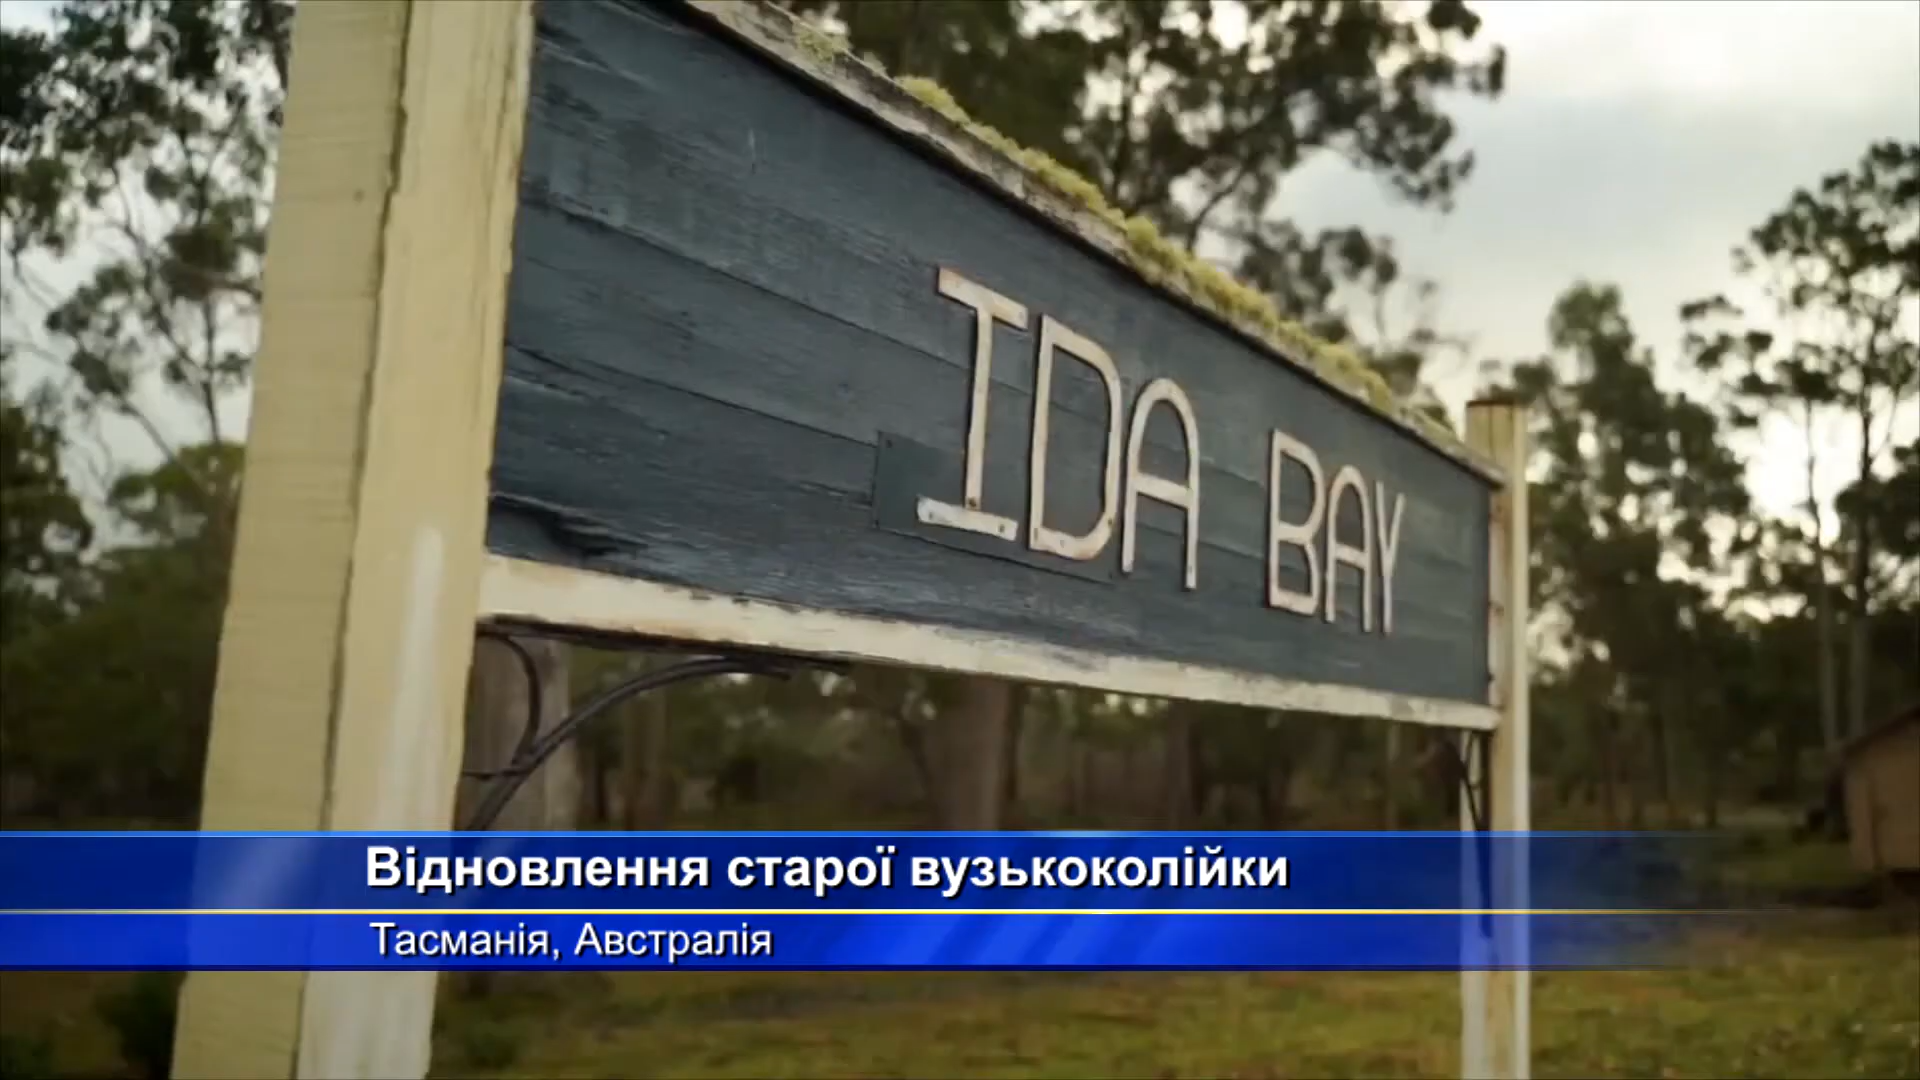 IDA BAY
Відновлення старої вузькоколійки
Тасманія, Австралія